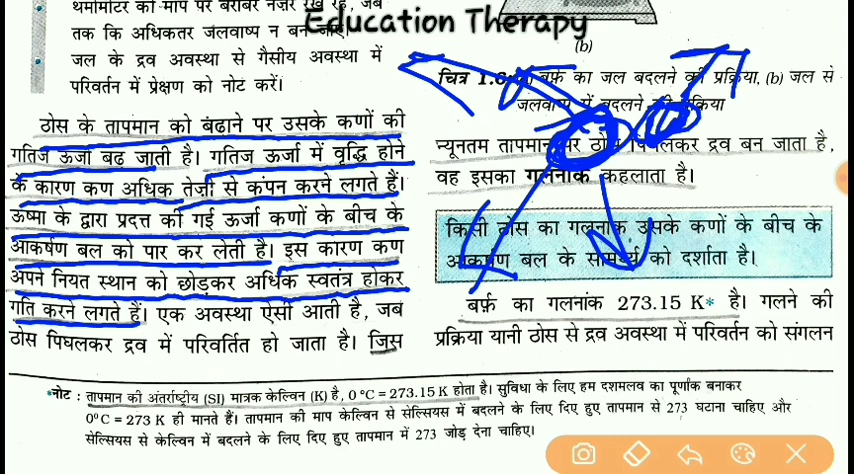 Education Therapy
थर्मामीटर की माप पर बराबर नज़र रखे रहें, जब
तक कि अधिकतर जलवाष्प न बन जाए।
जल के द्रव अवस्था से गैसीय अवस्था में
परिवर्तन में प्रेक्षण को नोट करें।
ठोस के तापमान को बढ़ाने पर उसके कणों की
गतिज ऊर्जा बढ़ जाती है। गतिज ऊर्जा में वृद्धि होने
के कारण कण अधिक तेज़ी से कंपन करने लगते हैं।
ऊष्मा के द्वारा प्रदत्त की गई ऊर्जा कणों के बीच के
आकर्षण बल को पार कर लेती है। इस कारण कण
अपने नियत स्थान को छोड़कर अधिक स्वतंत्र होकर
गति करने लगते हैं। एक अवस्था ऐसी आती है, जब
ठोस पिघलकर द्रव में परिवर्तित हो जाता है। जिस
(b)
चित्र बर्फ़ का जल बदलने की प्रक्रिया, (b) जल से
जलवाष्प में बदलने की प्रक्रिया
न्यूनतम तापमान पर ठोस पिघलकर द्रव बन जाता है,
वह इसका गलनांक कहलाता है।
किसी ठोस का गलनांक उसके कणों के बीच के
आकर्षण बल के सामर्थ्य को दर्शाता है।
बर्फ़ का गलनांक 273.15 K* है। गलने की
प्रक्रिया यानी ठोस से द्रव अवस्था में परिवर्तन को संगलन
*नोट : तापमान की अंतर्राष्ट्रीय (SI) मात्रक केल्विन (K) है, 0 °C = 273.15 K होता है। सुविधा के लिए हम दशमलव का पूर्णांक बनाकर
0°C = 273 K ही मानते हैं। तापमान की माप केल्विन से सेल्सियस में बदलने के लिए दिए हुए तापमान से 273 घटाना चाहिए और
सेल्सियस से केल्विन में बदलने के लिए दिए हुए तापमान में 273 जोड़ देना चाहिए।